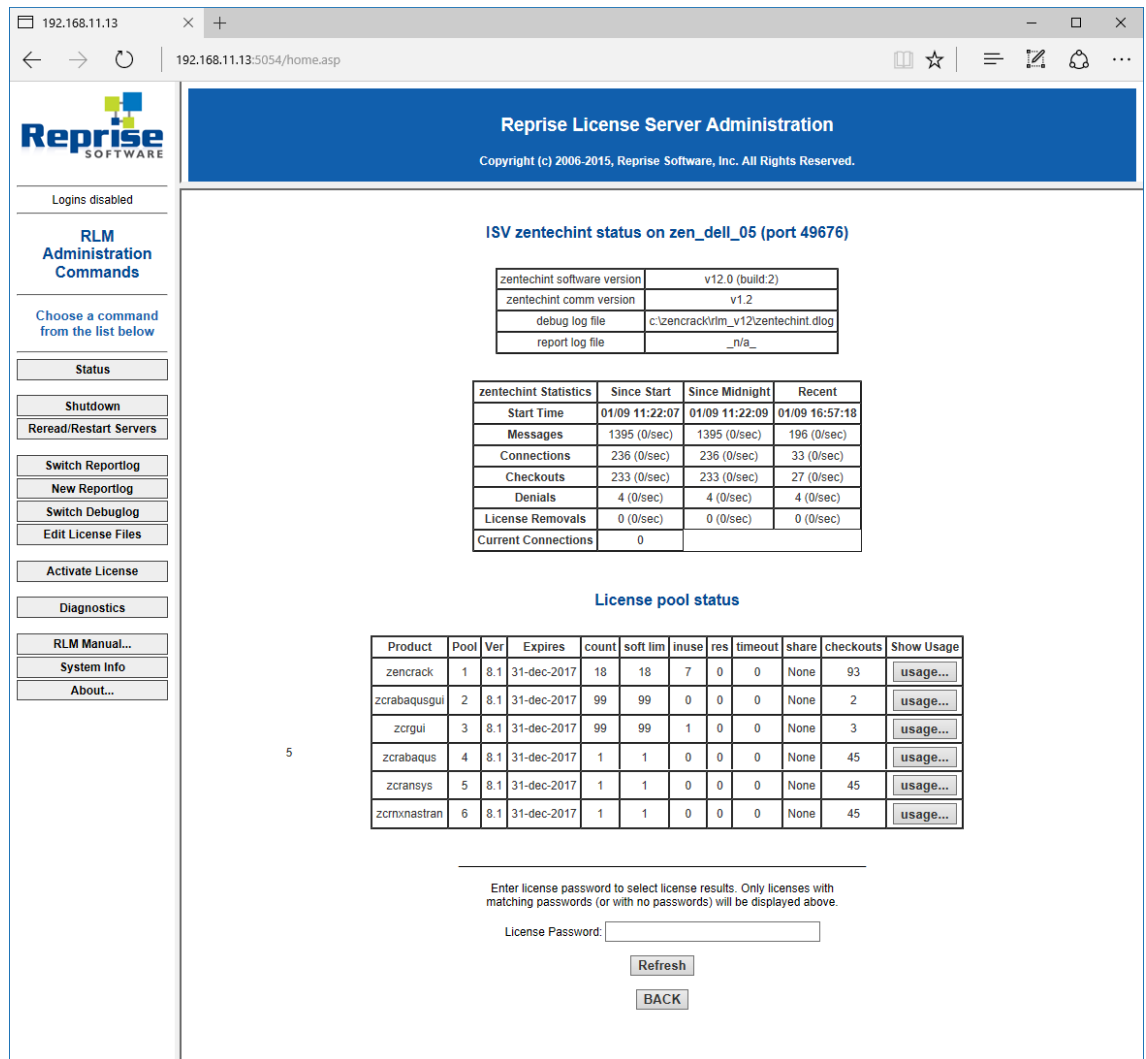 192.168.11.13
192.168.11.13:5054/home.asp
Reprise
SOFTWARE
Logins disabled
RLM
Administration
Commands
Choose a command
from the list below
Status
Shutdown
Reread/Restart Servers
Switch Reportlog
New Reportlog
Switch Debuglog
Edit License Files
Activate License
Diagnostics
RLM Manual...
System Info
About...
Reprise License Server Administration
Copyright (c) 2006-2015, Reprise Software, Inc. All Rights Reserved.
ISV zentechint status on zen_dell_05 (port 49676)
zentechint software version v12.0 (build:2)
zentechint comm version v1.2
debug log file c:\zencrack\rlm_v12\zentechint.dlog
report log file _n/a_
zentechint Statistics Since Start Since Midnight Recent
Start Time 01/09 11:22:07 01/09 11:22:09 01/09 16:57:18
Messages 1395 (0/sec) 1395 (0/sec) 196 (0/sec)
Connections 236 (0/sec) 236 (0/sec) 33 (0/sec)
Checkouts 233 (0/sec) 233 (0/sec) 27 (0/sec)
Denials 4 (0/sec) 4 (0/sec) 4 (0/sec)
License Removals 0 (0/sec) 0 (0/sec) 0 (0/sec)
Current Connections 0
License pool status
Product Pool Ver Expires count soft lim inuse res timeout share checkouts Show Usage
zencrack 1 8.1 31-dec-2017 18 18 7 0 0 None 93 usage...
zcrabaqusgui 2 8.1 31-dec-2017 99 99 0 0 0 None 2 usage...
zcrgui 3 8.1 31-dec-2017 99 99 1 0 0 None 3 usage...
5
zcrabaqus 4 8.1 31-dec-2017 1 1 0 0 0 None 45 usage...
zcransys 5 8.1 31-dec-2017 1 1 0 0 0 None 45 usage...
zcrnxnastran 6 8.1 31-dec-2017 1 1 0 0 0 None 45 usage...
Enter license password to select license results. Only licenses with
matching passwords (or with no passwords) will be displayed above.
License Password:
Refresh
BACK